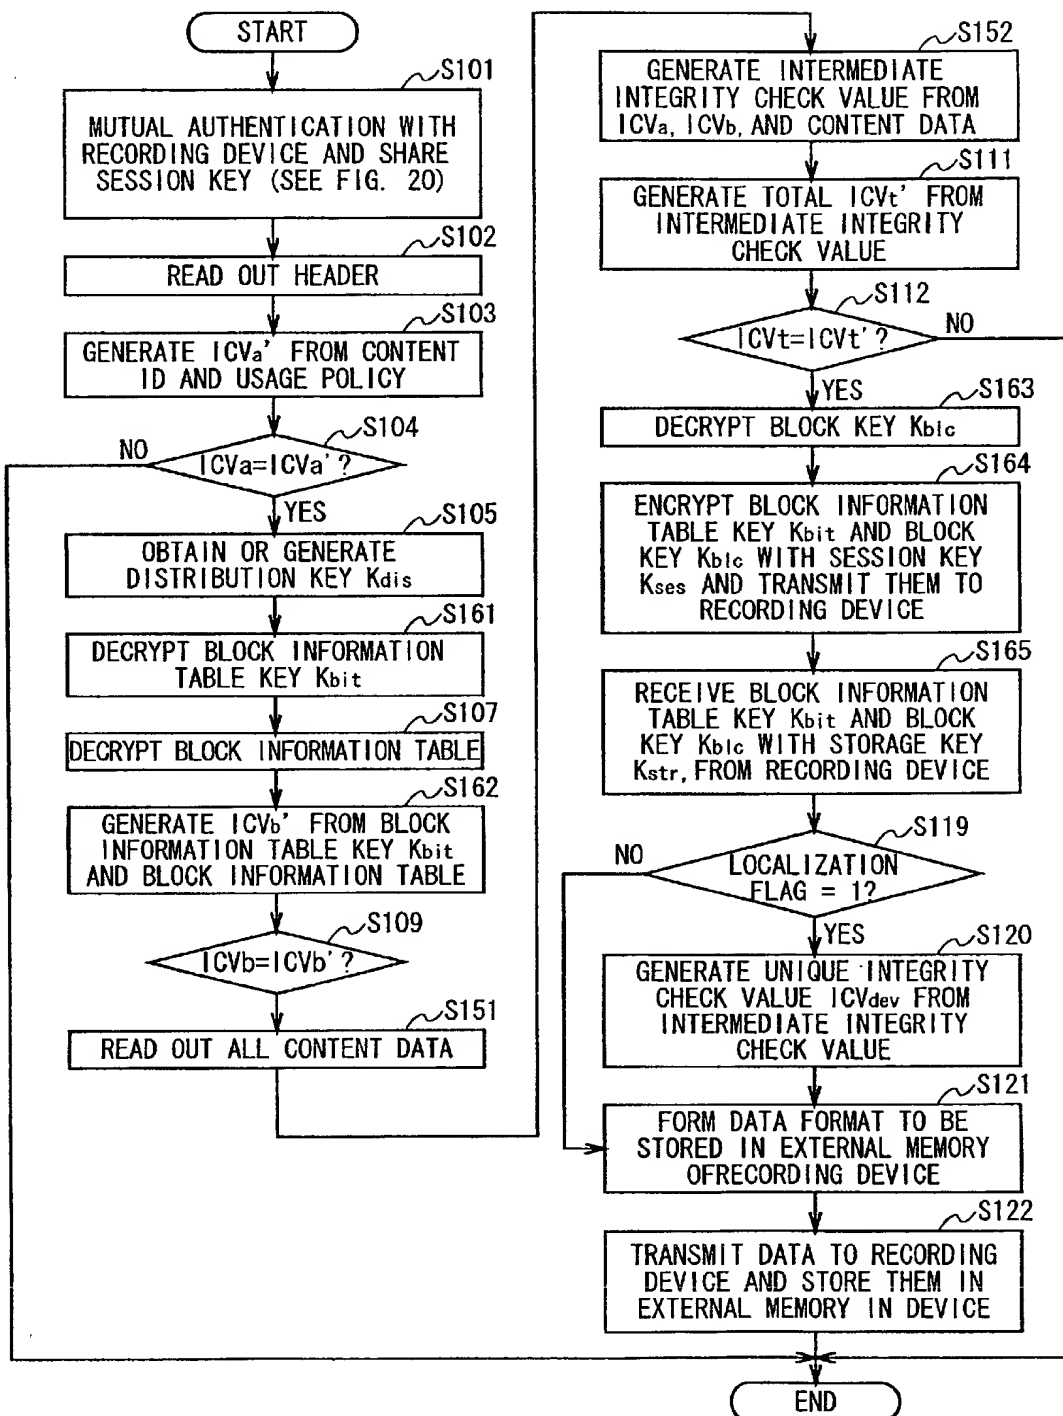 START
S101
MUTUAL AUTHENTICATION WITH
RECORDING DEVICE AND SHARE
SESSION KEY (SEE FIG. 20)
S102
READ OUT HEADER
S103
GENERATE ICVa' FROM CONTENT
ID AND USAGE POLICY
S104
NO
ICVa=ICVa'?
YES
S105
OBTAIN OR GENERATE
DISTRIBUTION KEY Kdis
S161
DECRYPT BLOCK INFORMATION
TABLE KEY Kbit
S107
DECRYPT BLOCK INFORMATION TABLE
S162
GENERATE ICVb' FROM BLOCK
INFORMATION TABLE KEY Kbit
AND BLOCK INFORMATION TABLE
S109
ICVb=ICVb'?
S151
READ OUT ALL CONTENT DATA
S152
GENERATE INTERMEDIATE
INTEGRITY CHECK VALUE FROM
ICVa, ICVb, AND CONTENT DATA
S111
GENERATE TOTAL ICVt' FROM
INTERMEDIATE INTEGRITY
CHECK VALUE
S112
ICVt=ICVt'?
NO
YES
S163
DECRYPT BLOCK KEY Kblc
S164
ENCRYPT BLOCK INFORMATION
TABLE KEY Kbit AND BLOCK
KEY Kblc WITH SESSION KEY
Kses AND TRANSMIT THEM TO
RECORDING DEVICE
S165
RECEIVE BLOCK INFORMATION
TABLE KEY Kbit AND BLOCK
KEY Kblc WITH STORAGE KEY
Kstr, FROM RECORDING DEVICE
S119
NO
LOCALIZATION
FLAG = 1?
YES
S120
GENERATE UNIQUE INTEGRITY
CHECK VALUE ICVdev FROM
INTERMEDIATE INTEGRITY
CHECK VALUE
S121
FORM DATA FORMAT TO BE
STORED IN EXTERNAL MEMORY
OFRECORDING DEVICE
S122
TRANSMIT DATA TO RECORDING
DEVICE AND STORE THEM IN
EXTERNAL MEMORY IN DEVICE
END